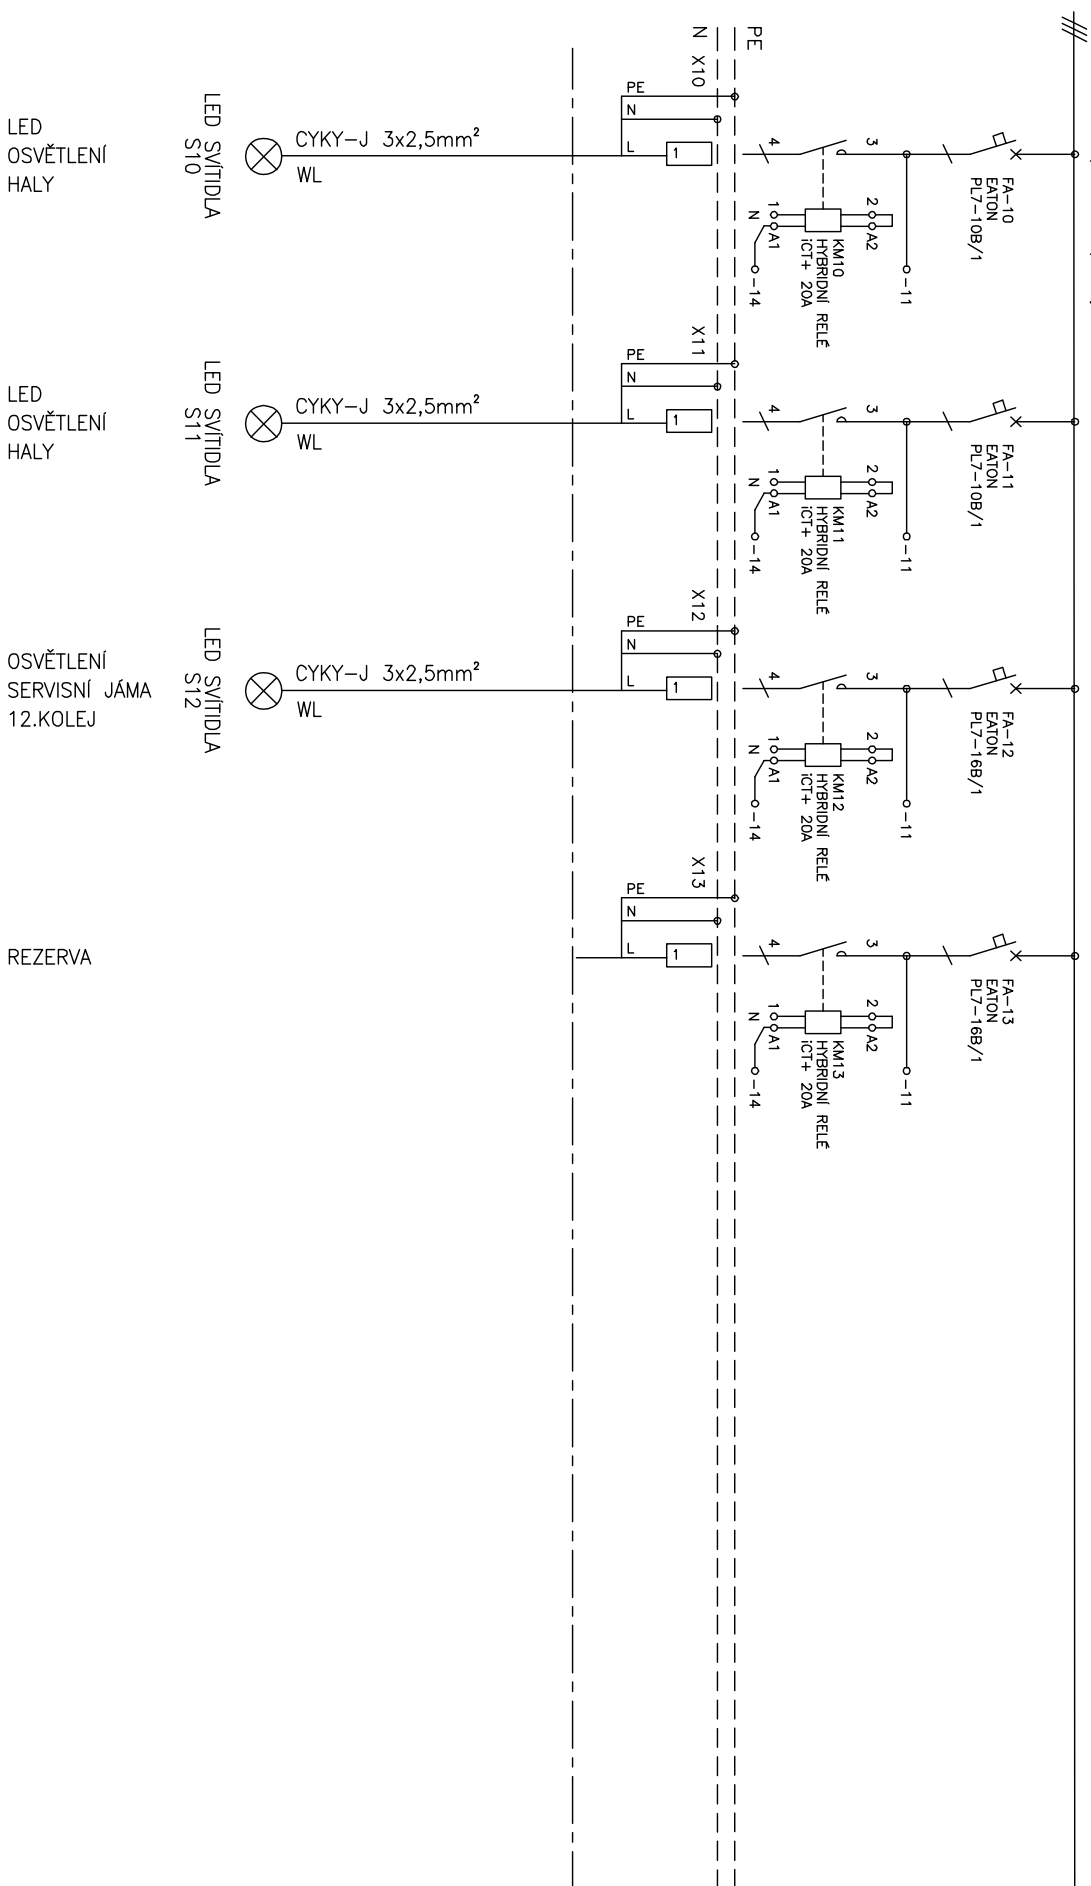 N
PE
X10
PE
N
L
1
4
3
FA-10
EATON
PL7-10B/1
2
A2
1
A1
N
KM10
HYBRIDNÍ RELÉ
iCT+ 20A
-14
-11
LED
OSVĚTLENÍ
HALY
LED SVÍTIDLA
S10
CYKY-J 3x2,5mm²
WL
X11
PE
N
L
1
4
3
FA-11
EATON
PL7-10B/1
2
A2
1
A1
N
KM11
HYBRIDNÍ RELÉ
iCT+ 20A
-14
-11
LED
OSVĚTLENÍ
HALY
LED SVÍTIDLA
S11
CYKY-J 3x2,5mm²
WL
X12
PE
N
L
1
4
3
FA-12
EATON
PL7-16B/1
2
A2
1
A1
N
KM12
HYBRIDNÍ RELÉ
iCT+ 20A
-14
-11
OSVĚTLENÍ
SERVISNÍ JÁMA
12.KOLEJ
LED SVÍTIDLA
S12
CYKY-J 3x2,5mm²
WL
X13
PE
N
L
1
4
3
FA-13
EATON
PL7-16B/1
2
A2
1
A1
N
KM13
HYBRIDNÍ RELÉ
iCT+ 20A
-14
-11
REZERVA